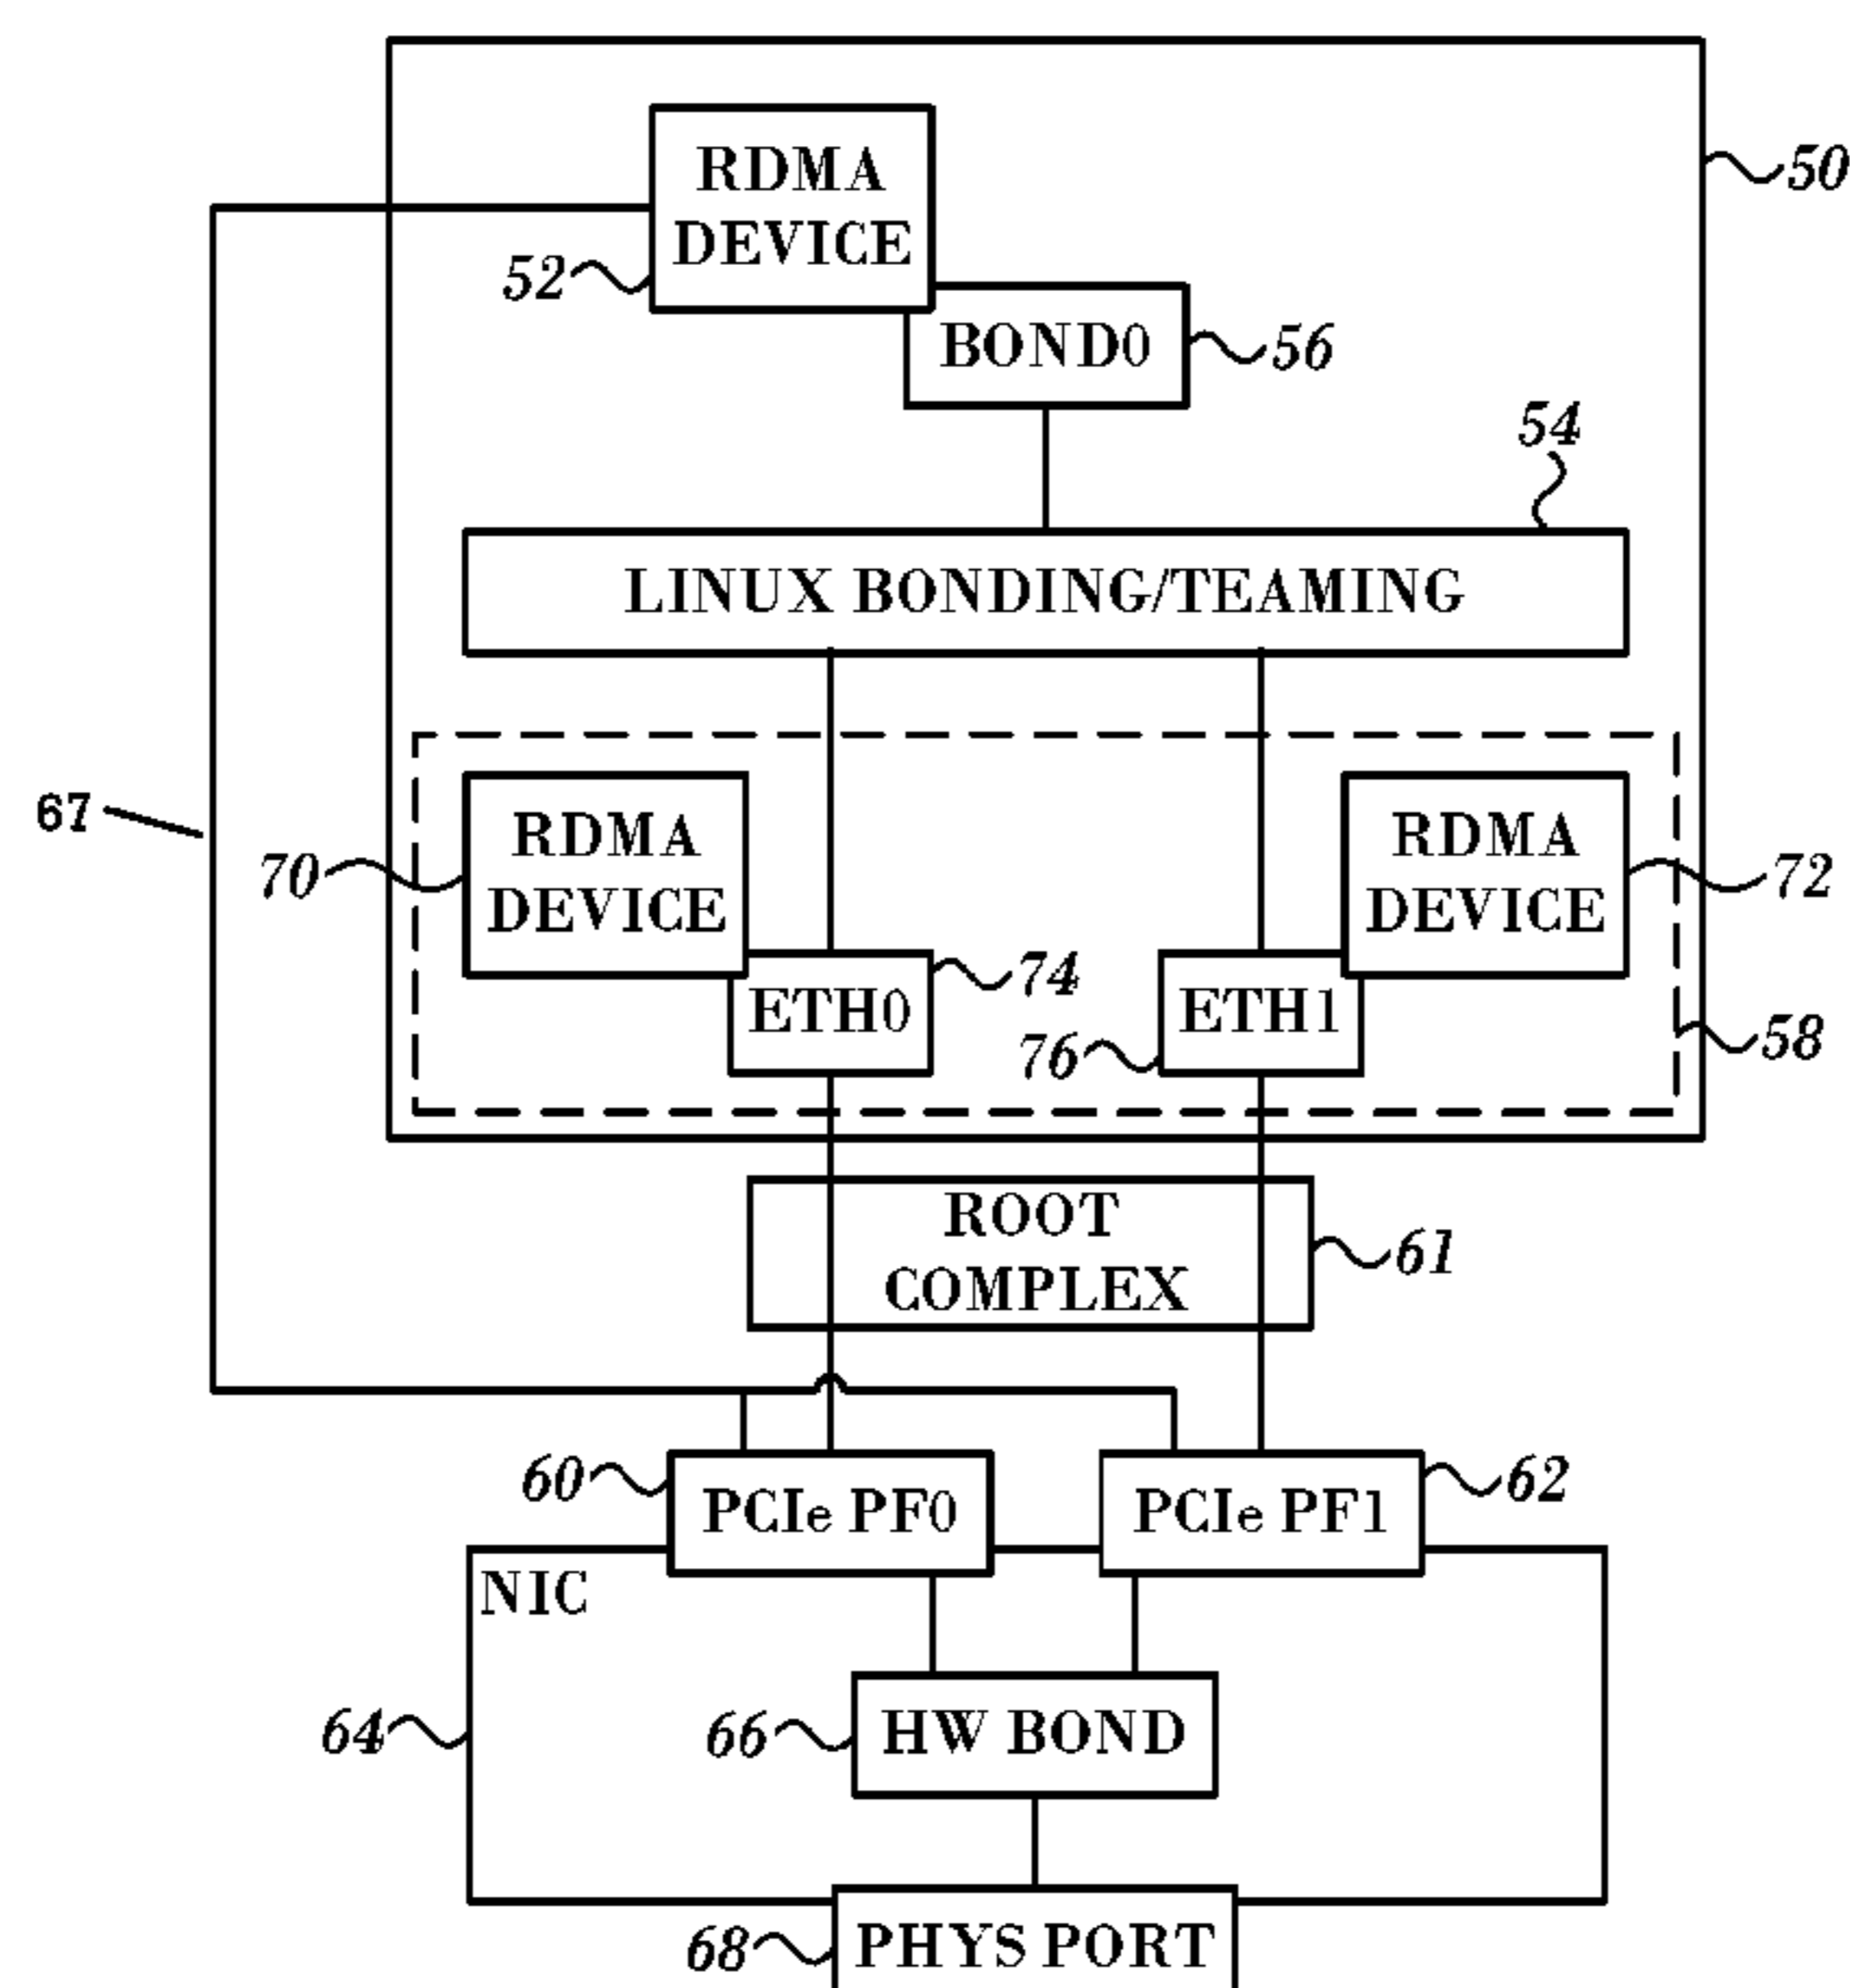 RDMA
DEVICE
50
52
BOND0
56
54
LINUX BONDING/TEAMING
67
RDMA
DEVICE
70
RDMA
DEVICE
72
ETH0
74
ETH1
76
58
ROOT
COMPLEX
61
60
PCIe PF0
PCIe PF1
62
NIC
64
66
HW BOND
68
PHYS PORT